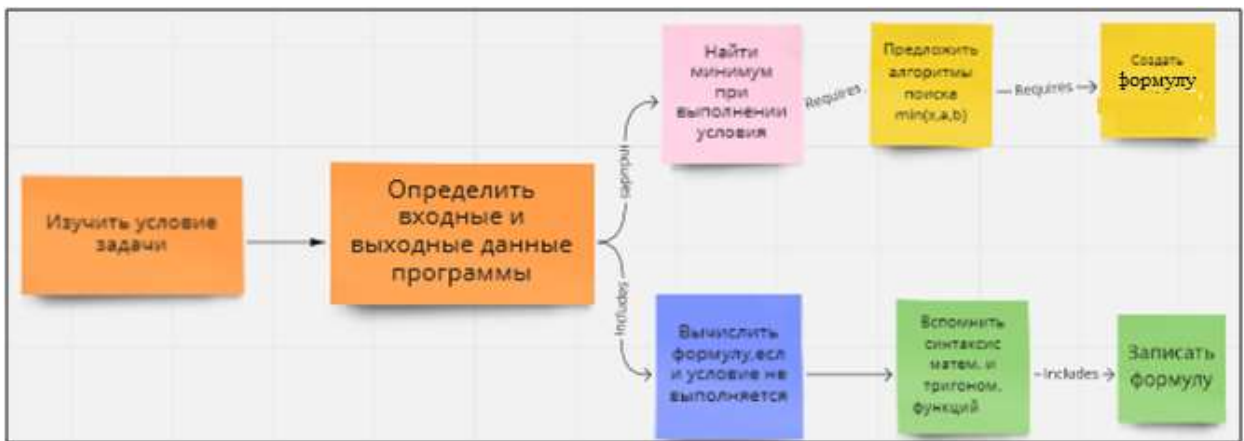 Изучить условие
задачи
Определить
входные и
выходные данные
программы
Includes
Найти
минимум
при
выполнении
условия
Requires
Предложить
алгоритмы
поиска
min(x,a,b)
Requires
Создать
формулу
Includes
Вычислить
формулу,есл
и условие не
выполняется
Вспомнить
синтаксис
матем. и
тригоном.
функций
Includes
Записать
формулу